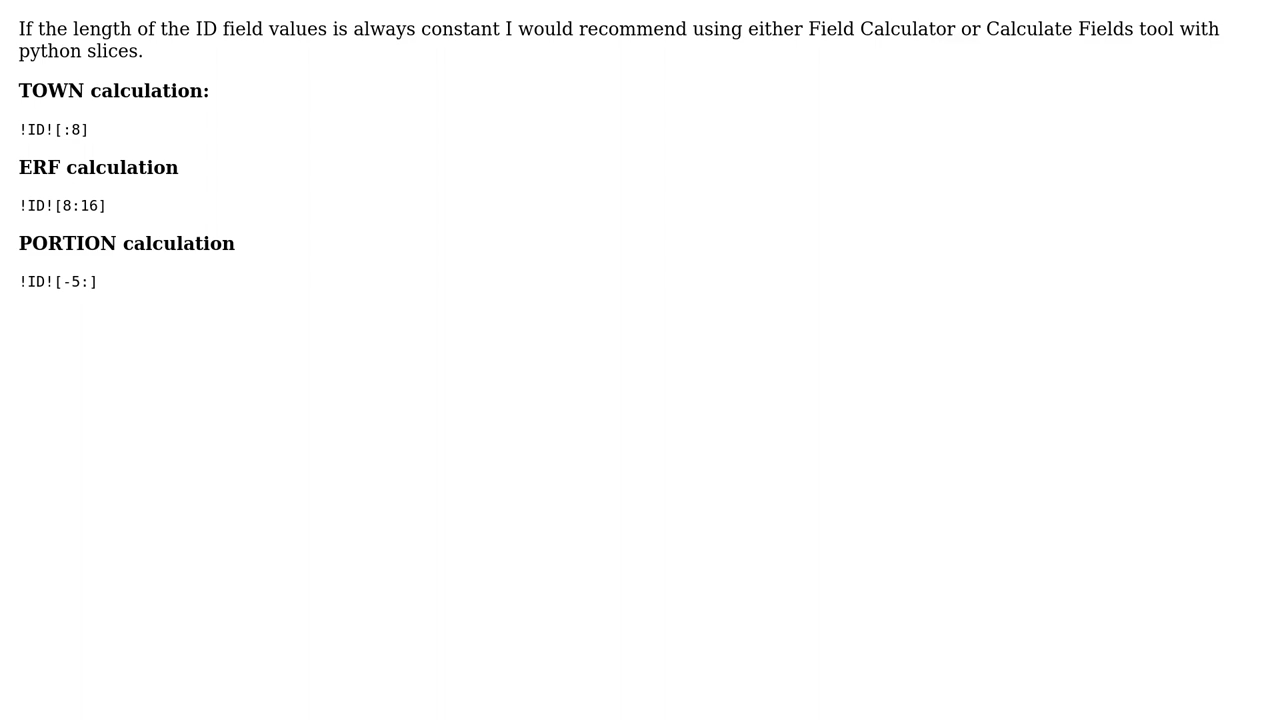 If the length of the ID field values is always constant I would recommend using either Field Calculator or Calculate Fields tool with
python slices.
TOWN calculation:
!ID![:8]
ERF calculation
!ID![8:16]
PORTION calculation
!ID![-5:]